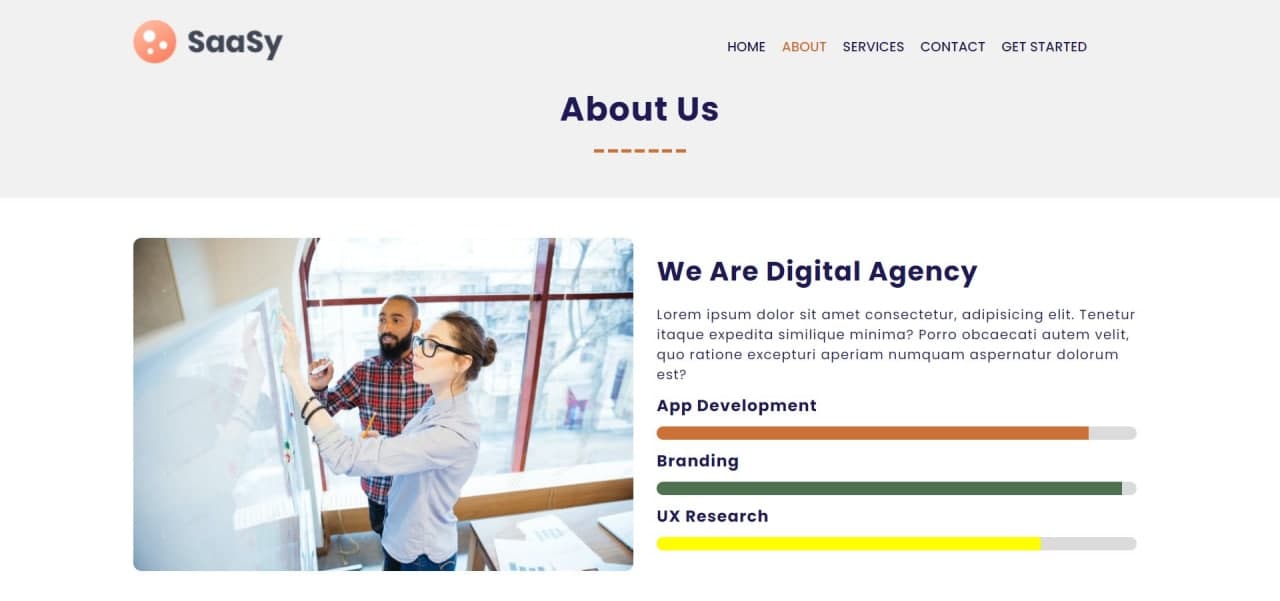 SaaSy
HOME ABOUT SERVICES CONTACT GET STARTED
About Us
We Are Digital Agency
Lorem ipsum dolor sit amet consectetur, adipisicing elit. Tenetur
itaque expedita similique minima? Porro obcaecati autem velit,
quo ratione excepturi aperiam numquam aspernatur dolorum
est?
App Development
Branding
UX Research